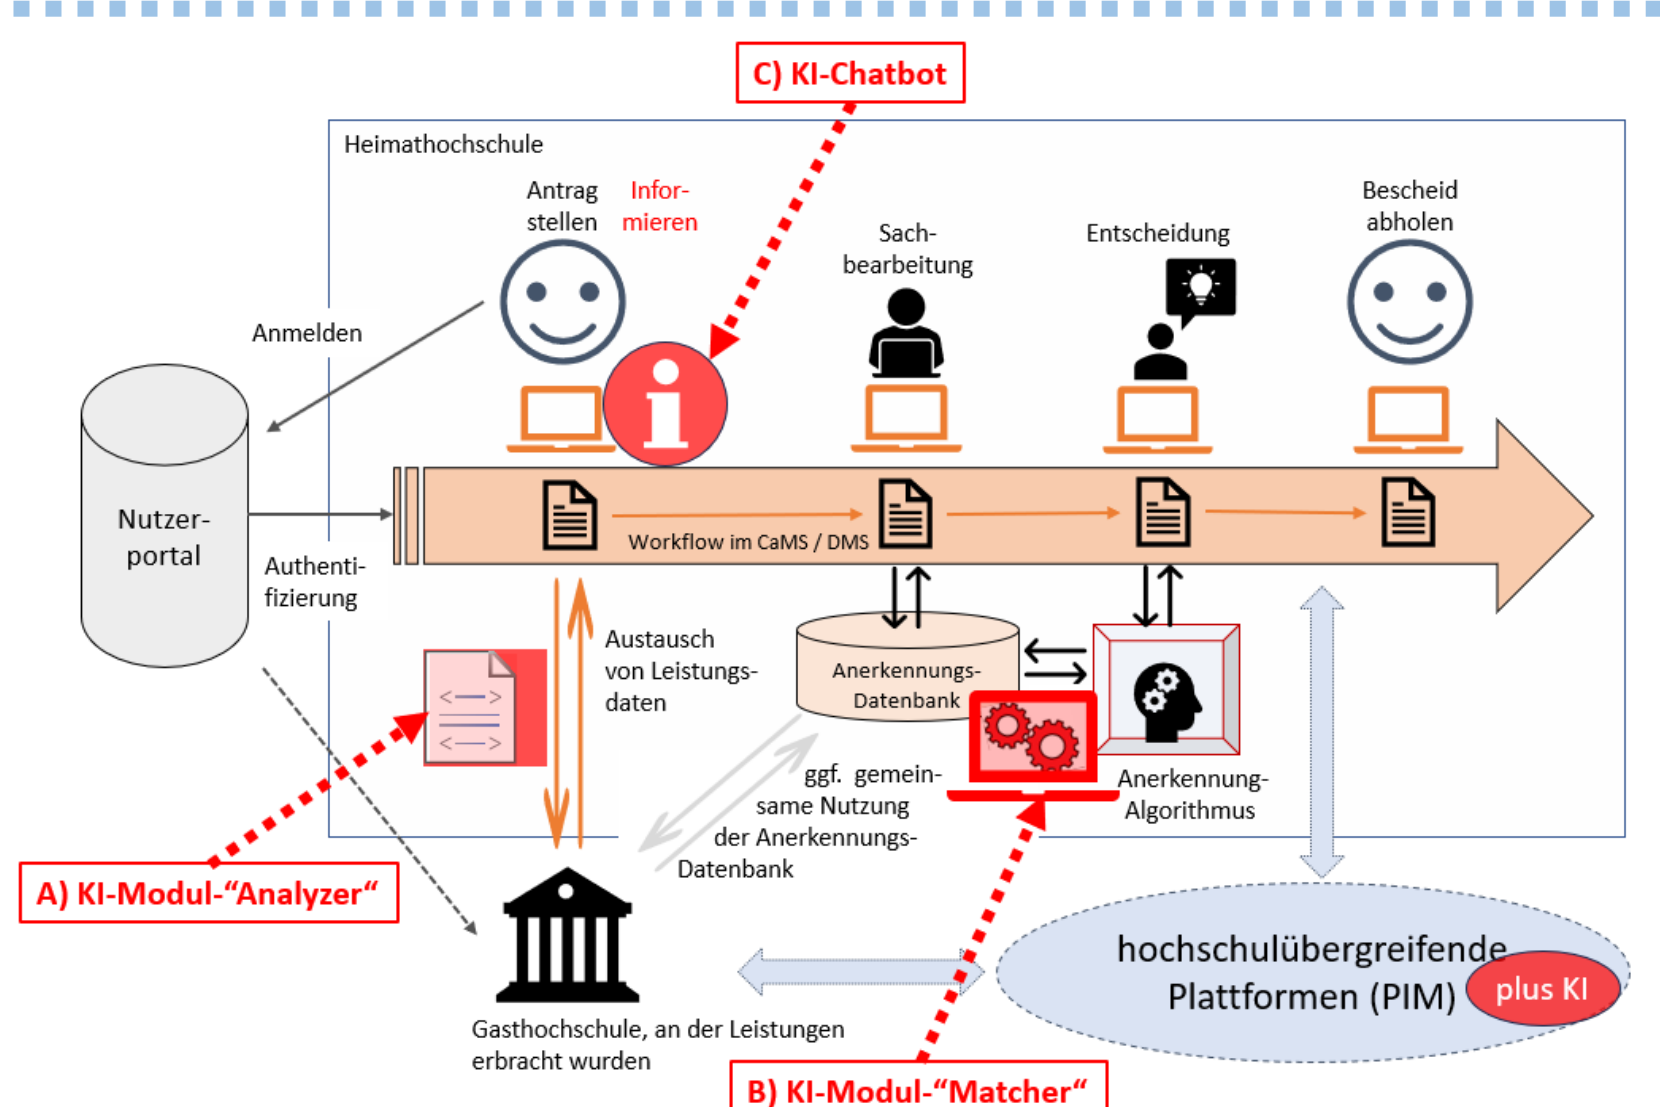 C) KI-Chatbot
Heimathochschule
Antrag
stellen
Infor-
mieren
Sach-
bearbeitung
Entscheidung
Bescheid
abholen
Anmelden
Nutzer-
portal
Authenti-
fizierung
Workflow im CaMS / DMS
Austausch
von Leistungs-
daten
Anerkennungs-
Datenbank
ggf. gemein-
same Nutzung
der Anerkennungs-
Datenbank
Anerkennung-
Algorithmus
A) KI-Modul-“Analyzer“
hochschulübergreifende
Plattformen (PIM)
plus KI
Gasthochschule, an der Leistungen
erbracht wurden
B) KI-Modul-“Matcher“